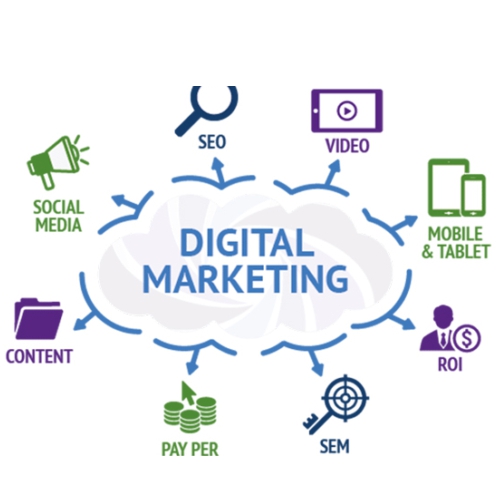 SEO
VIDEO
SOCIAL
MEDIA
MOBILE
& TABLET
DIGITAL
MARKETING
CONTENT
$
ROI
PAY PER
SEM